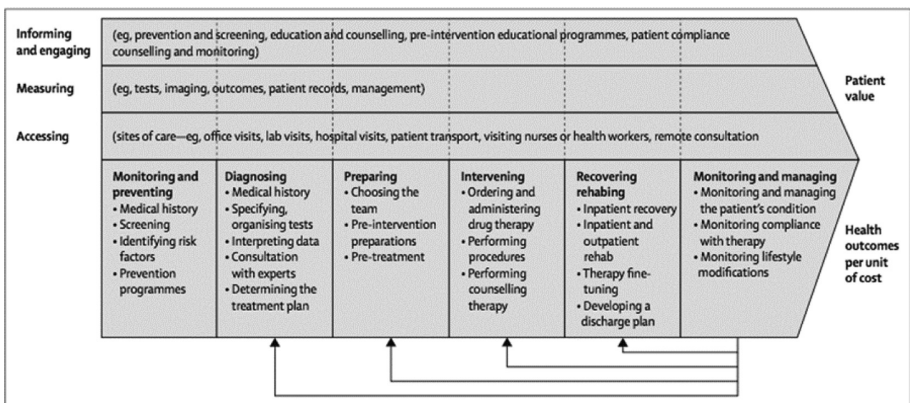 Informing
and engaging
(eg, prevention and screening, education and counselling, pre-intervention educational programmes, patient compliance
counselling and monitoring)
Measuring
(eg, tests, imaging, outcomes, patient records, management)
Patient
value
Accessing
(sites of care—eg, office visits, lab visits, hospital visits, patient transport, visiting nurses or health workers, remote consultation
Monitoring and
preventing
• Medical history
• Screening
• Identifying risk
factors
• Prevention
programmes
Diagnosing
• Medical history
• Specifying,
organising tests
• Interpreting data
• Consultation
with experts
• Determining the
treatment plan
Preparing
• Choosing the
team
• Pre-intervention
preparations
• Pre-treatment
Intervening
• Ordering and
administering
drug therapy
• Performing
procedures
• Performing
counselling
therapy
Recovering
rehabing
• Inpatient recovery
• Inpatient and
outpatient
rehab
• Therapy fine-
tuning
• Developing a
discharge plan
Monitoring and managing
• Monitoring and managing
the patient's condition
• Monitoring compliance
with therapy
• Monitoring lifestyle
modifications
Health
outcomes
per unit
of cost